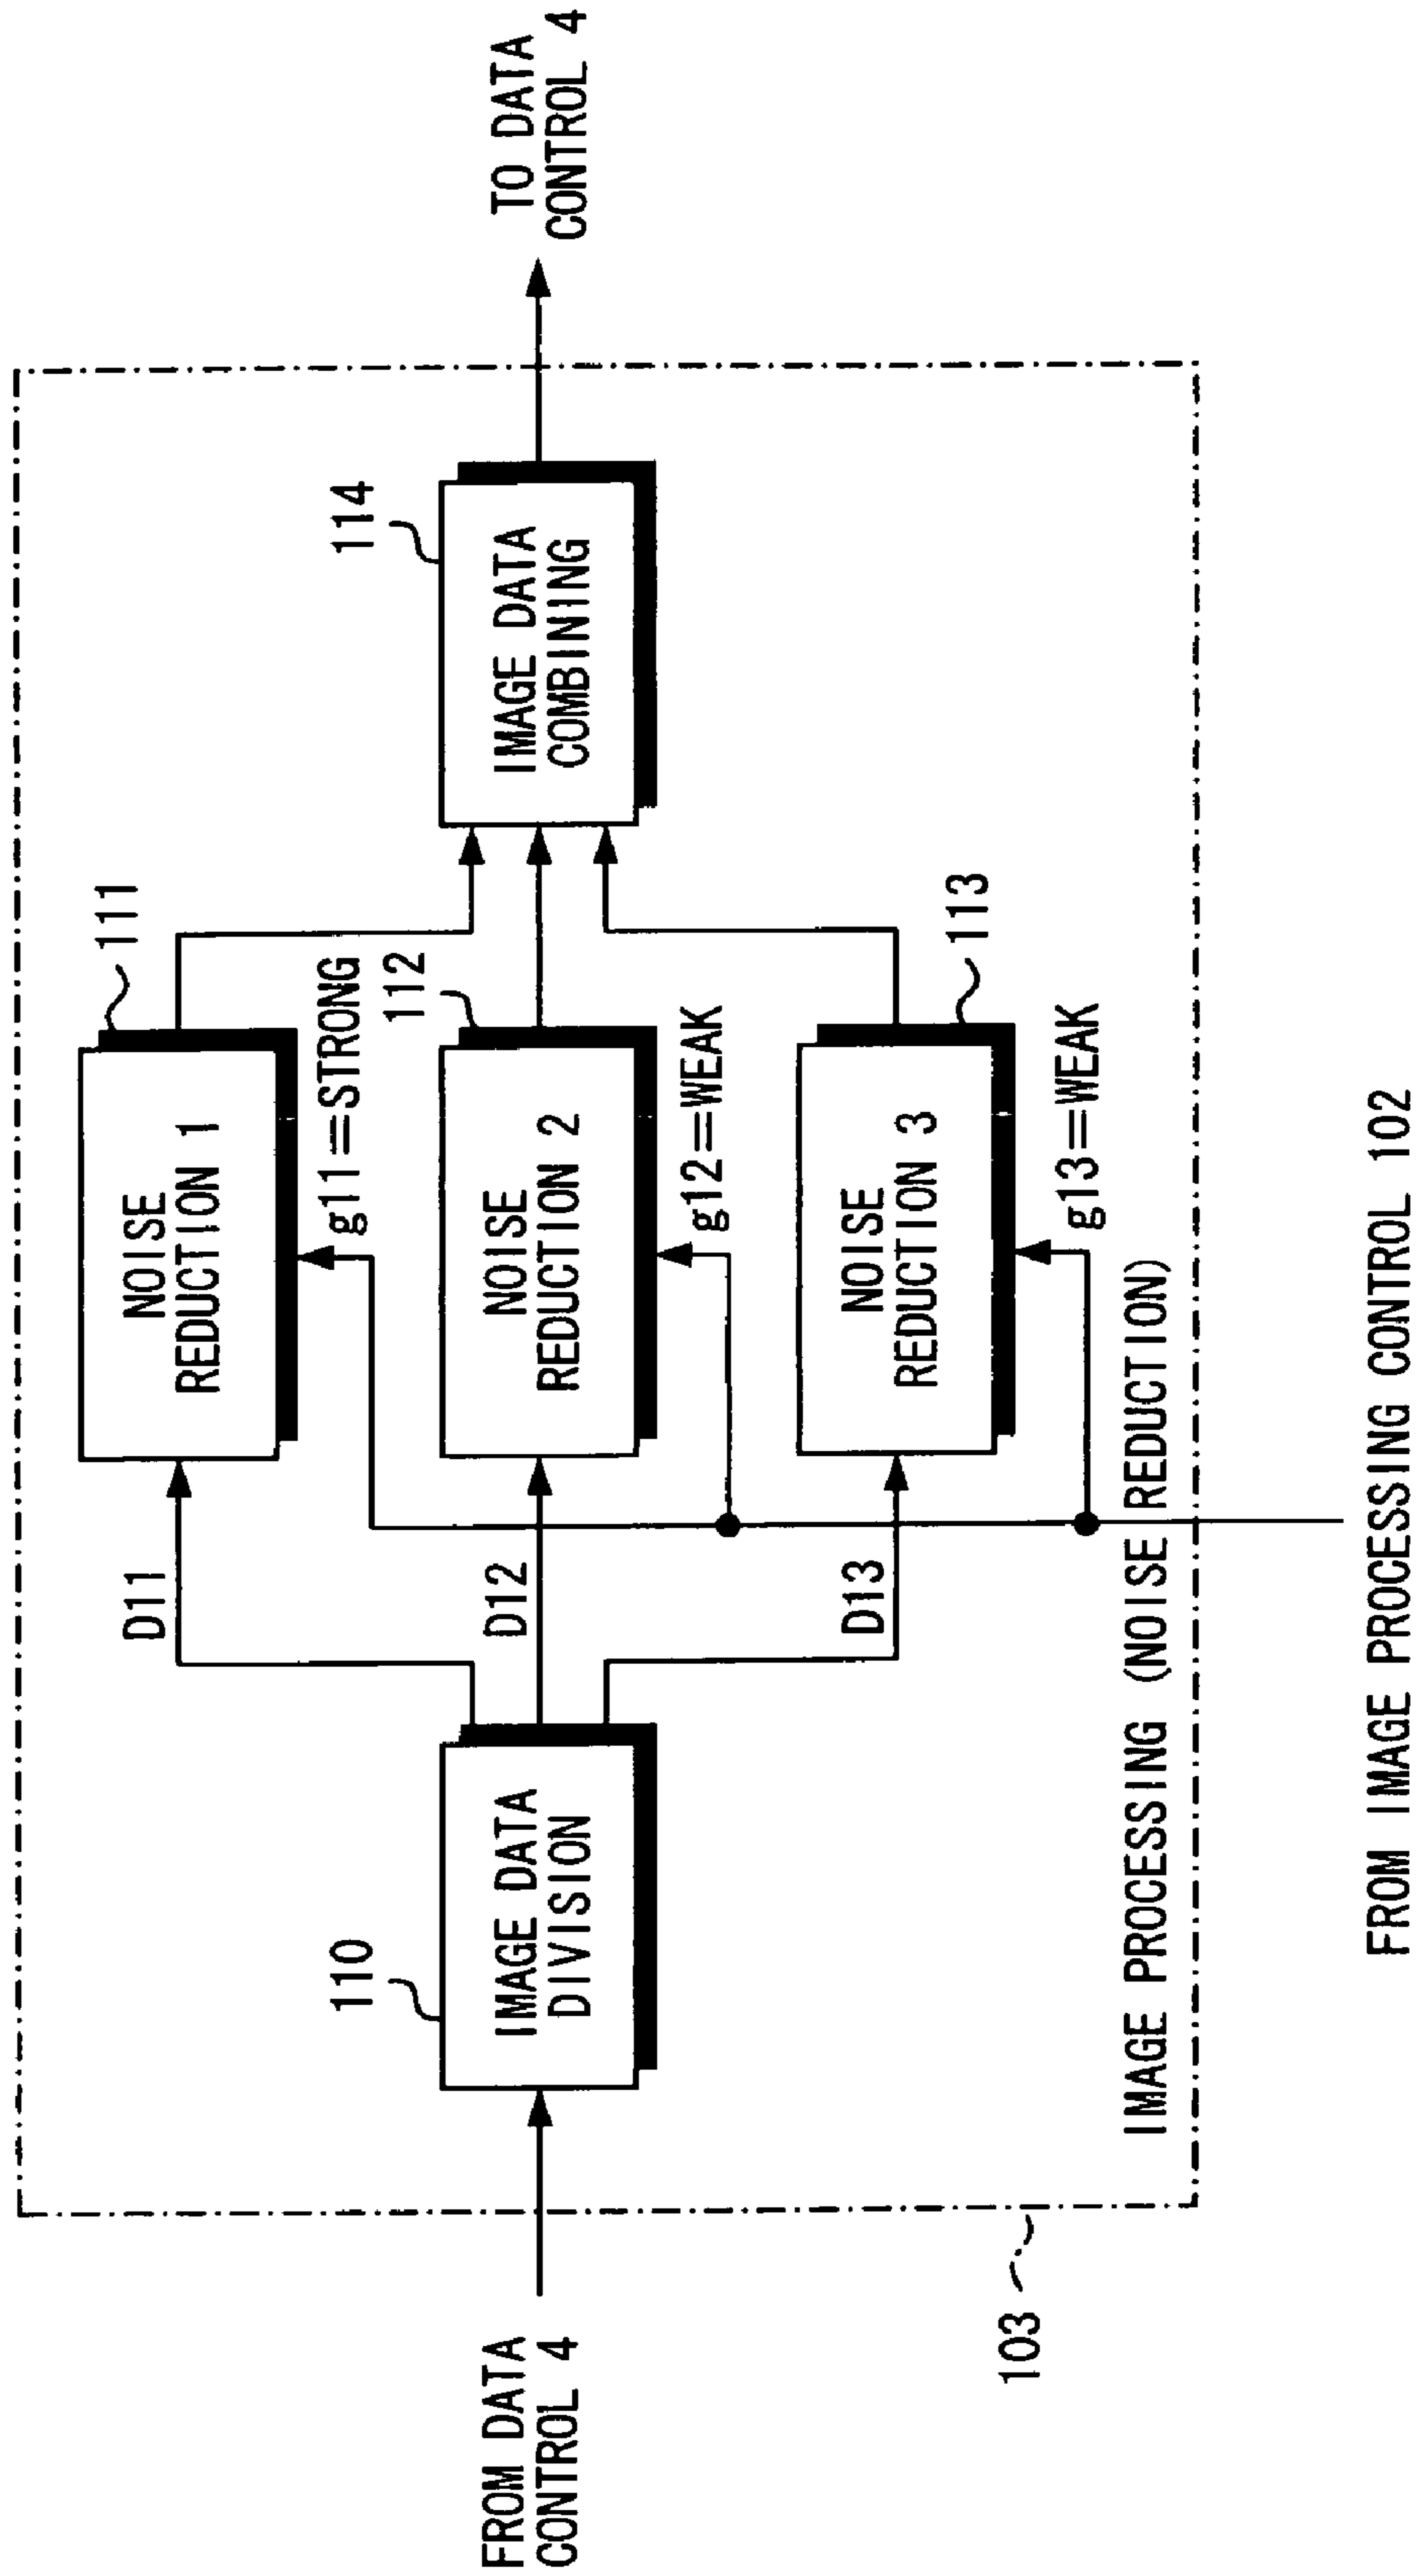 FROM DATA
CONTROL 4
110
IMAGE DATA
DIVISION
D11
D12
D13
NOISE
REDUCTION 1
111
g11=STRONG
NOISE
REDUCTION 2
112
g12=WEAK
NOISE
REDUCTION 3
113
g13=WEAK
114
IMAGE DATA
COMBINING
TO DATA
CONTROL 4
IMAGE PROCESSING (NOISE REDUCTION)
103
FROM IMAGE PROCESSING CONTROL 102